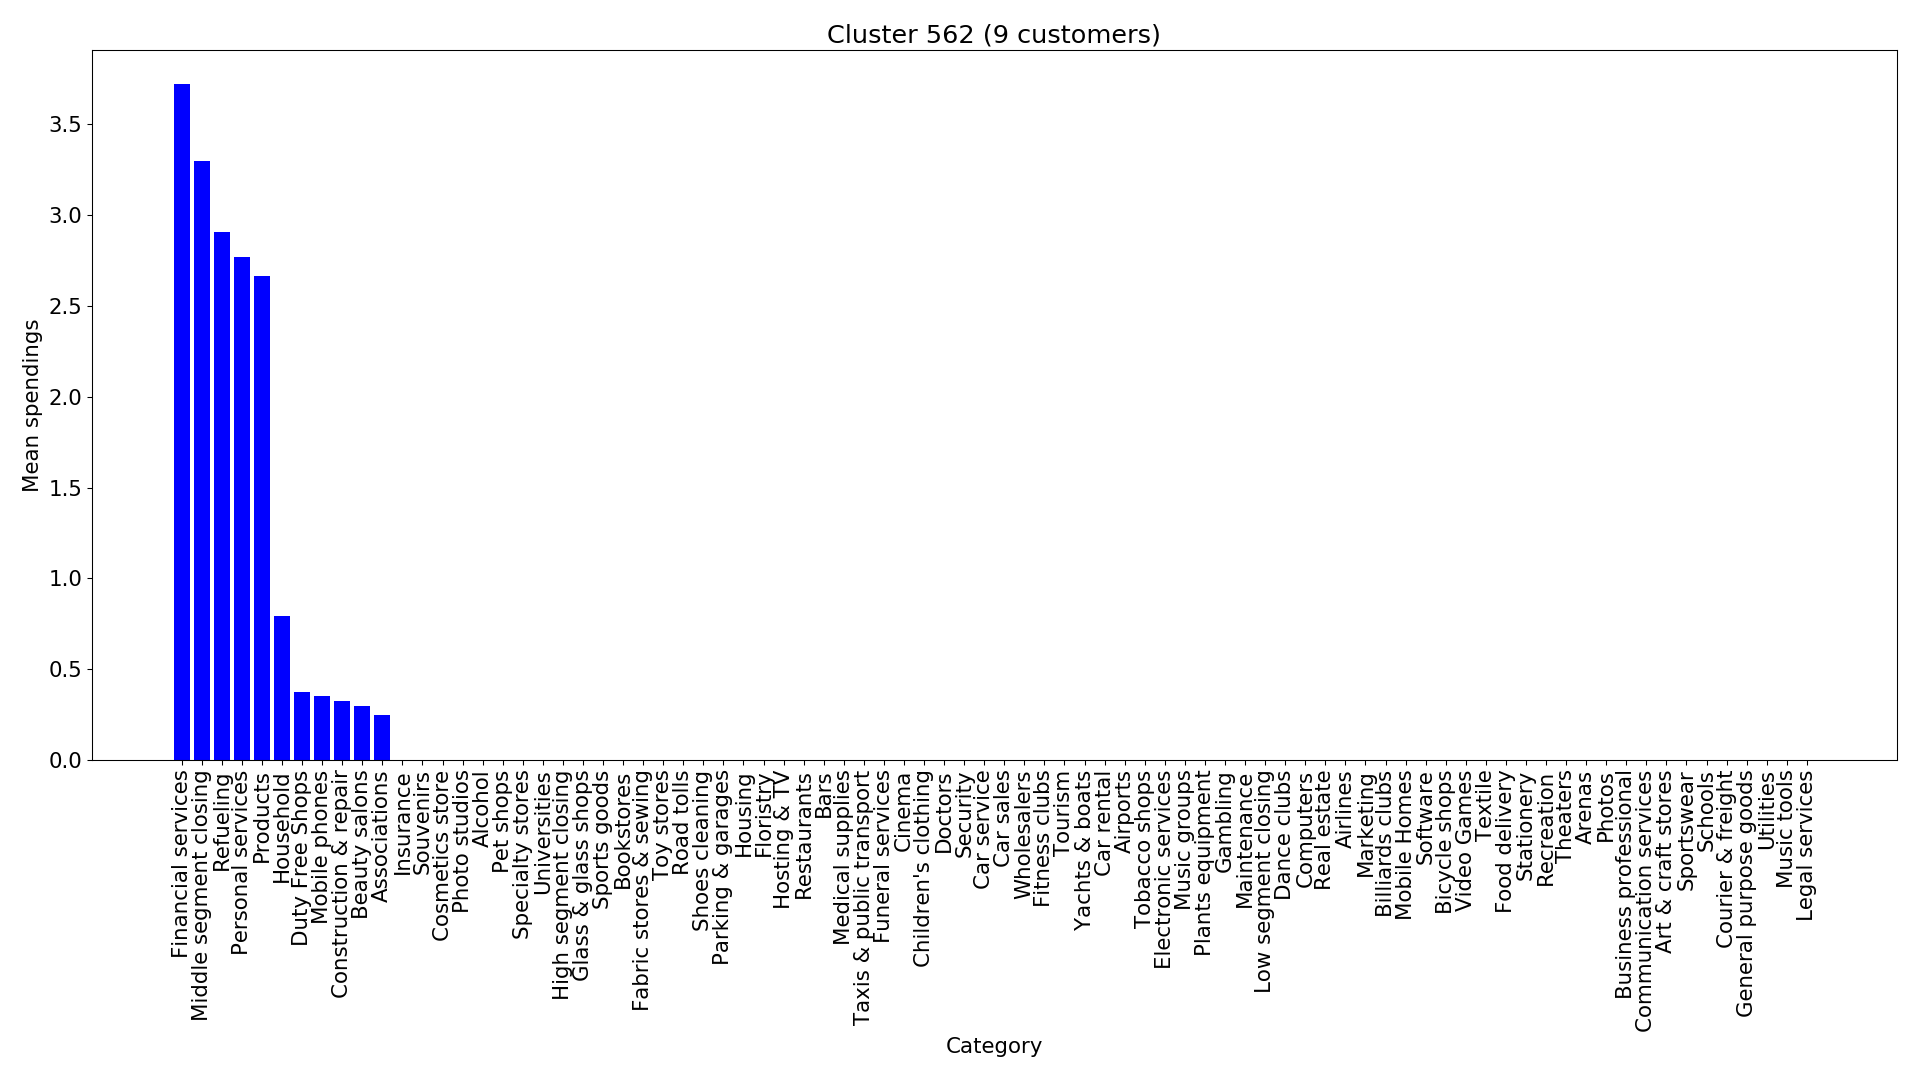 Cluster 562 (9 customers)
Mean spendings
3.5
3.0
2.5
2.0
1.5
1.0
0.5
0.0
Financial services
Middle segment closing
Refueling
Personal services
Products
Household
Duty Free Shops
Mobile phones
Construction & repair
Beauty salons
Associations
Insurance
Souvenirs
Cosmetics store
Photo studios
Alcohol
Pet shops
Specialty stores
Universities
High segment closing
Glass & glass shops
Sports goods
Bookstores
Fabric stores & sewing
Toy stores
Road tolls
Shoes cleaning
Parking & garages
Housing
Floristry
Hosting & TV
Restaurants
Bars
Medical supplies
Taxis & public transport
Funeral services
Cinema
Children's clothing
Doctors
Security
Car service
Car sales
Wholesalers
Fitness clubs
Tourism
Yachts & boats
Car rental
Airports
Tobacco shops
Electronic services
Music groups
Plants equipment
Gambling
Maintenance
Low segment closing
Dance clubs
Computers
Real estate
Airlines
Marketing
Billiards clubs
Mobile Homes
Software
Bicycle shops
Video Games
Textile
Food delivery
Stationery
Recreation
Theaters
Arenas
Photos
Business professional
Communication services
Art & craft stores
Sportswear
Schools
Courier & freight
General purpose goods
Utilities
Music tools
Legal services
Category